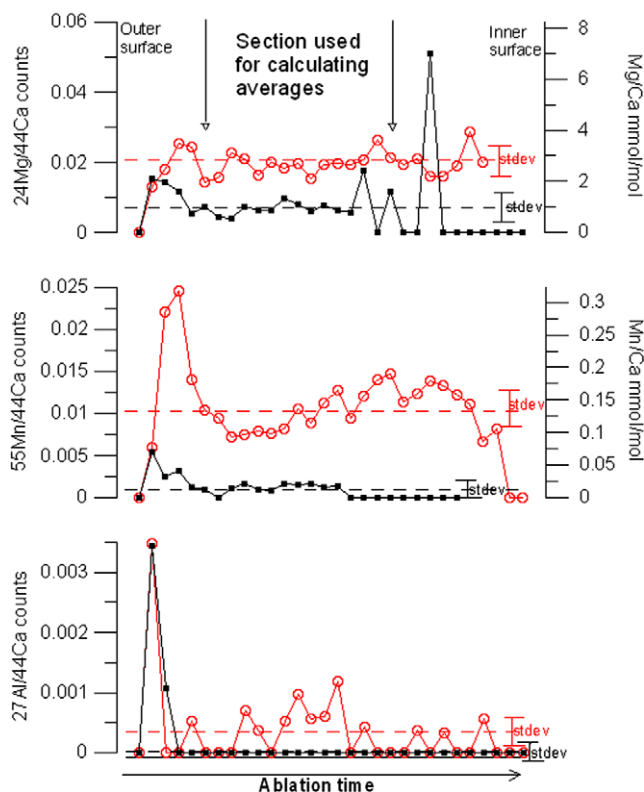 Outer surface
Section used for calculating averages
Inner surface
0.06
0.04
0.02
0
24Mg/44Ca counts
8
6
4
2
0
Mg/Ca mmol/mol
stdev
stdev
0.025
0.02
0.015
0.01
0.005
0
55Mn/44Ca counts
0.3
0.25
0.2
0.15
0.1
0.05
0
Mn/Ca mmol/mol
stdev
stdev
0.003
0.002
0.001
0
27Al/44Ca counts
stdev
stdev
Ablation time